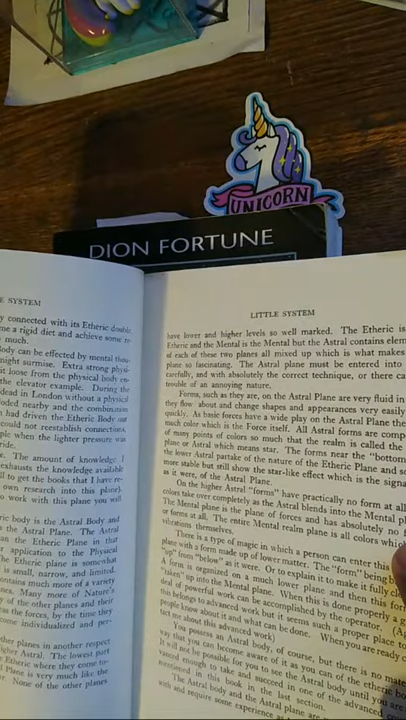 UNICORN
DION FORTUNE
E SYSTEM
y connected with its Etheric double
me a rigid diet and achieve some re-
much.
Body can be effected by mental thou-
night surmise. Extra strong physi-
it loose from the physical body en-
the elevator example. During the
dead in London without a physical
oded nearby and the combination
had driven the Etheric Body out
could not reestablish connections.
ple when the lighter pressure was
The amount of knowledge I
exhausts the knowledge available
ll to get the books that I have re-
own research into this plane).
to work with this plane you will
ric body is the Astral Body and
s the Astral Plane. The Astral
an the Etheric Plane in that
r application to the Physical
The Etheric plane is somewhat
is small, narrow, and limited.
ontains much more of a variety
es. Many more of Nature's
y of the other planes and their
as the forces, by the time they
come individualized and per-
ther planes in another respect
igher Astral. The lowest part
e Etheric where they come to-
Plane is very much like the
r. None of the other planes
LITTLE SYSTEM
have lower and higher levels so well marked. The Etheric is
Etheric and the Mental is the Mental but the Astral contains elem
of each of these two planes all mixed up which is what makes
plane so fascinating. The Astral plane must be entered into
carefully, and with absolutely the correct technique, or there ca
trouble of an annoying nature.
Forms, such as they are, on the Astral Plane are very fluid in
they flow about and change shapes and appearances very easily
quickly. As basic forces have a wide play on the Astral Plane the
much color which is the Force itself. All Astral forms are comp
of many points of colors so much that the realm is called the
plane or Astral which means star. The forms near the "bottom
the lower Astral partake of the nature of the Etheric Plane and so
more stable but still show the star-like effect which is the signa
as it were, of the Astral Plane.
On the higher Astral "forms" have practically no form at all
colors take over completely as the Astral blends into the Mental pl
The Mental plane is the plane of forces and has absolutely no f
or forms at all. The entire Mental realm plane is all colors which
vibrations themselves.
There is a type of magic in which a person can enter this
plane with a form made up of lower matter. The "form" being b
"up" from "below" as it were. Or to explain it to make it fully cl
A form is organized on a much lower plane and then this form
"taken" up into the Mental plane. When this is done properly a g
deal of powerful work can be accomplished by the operator. (Ag
this belongs to advanced work but it seems such a proper place to
people know about it and what can be done. When you are ready c
tact me about this advanced work)
You possess an Astral body, of course, but there is no mater
way that you can become aware of it as you can of the etheric bo
It will not be possible for you to see the Astral body until you are
vanced enough to take and succeed in one of the advanced co
mentioned in this book in the last section.
The Astral body and the Astral plane
with and require some experience